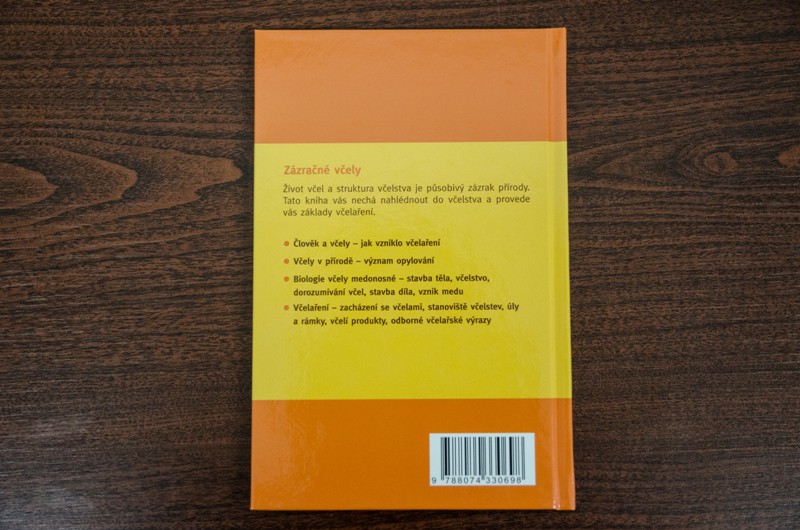 Zázračné včely
Život včel a struktura včelstva je působivý zázrak přírody.
Tato kniha vás nechá nahlédnout do včelstva a provede
vás základy včelaření.
Člověk a včely – jak vzniklo včelaření
Včely v přírodě – význam opylování
Biologie včely medonosné – stavba těla, včelstvo,
dorozumívání včel, stavba díla, vznik medu
Včelaření – zacházení se včelami, stanoviště včelstev, úly
a rámky, včelí produkty, odborné včelařské výrazy
9 788074 330698